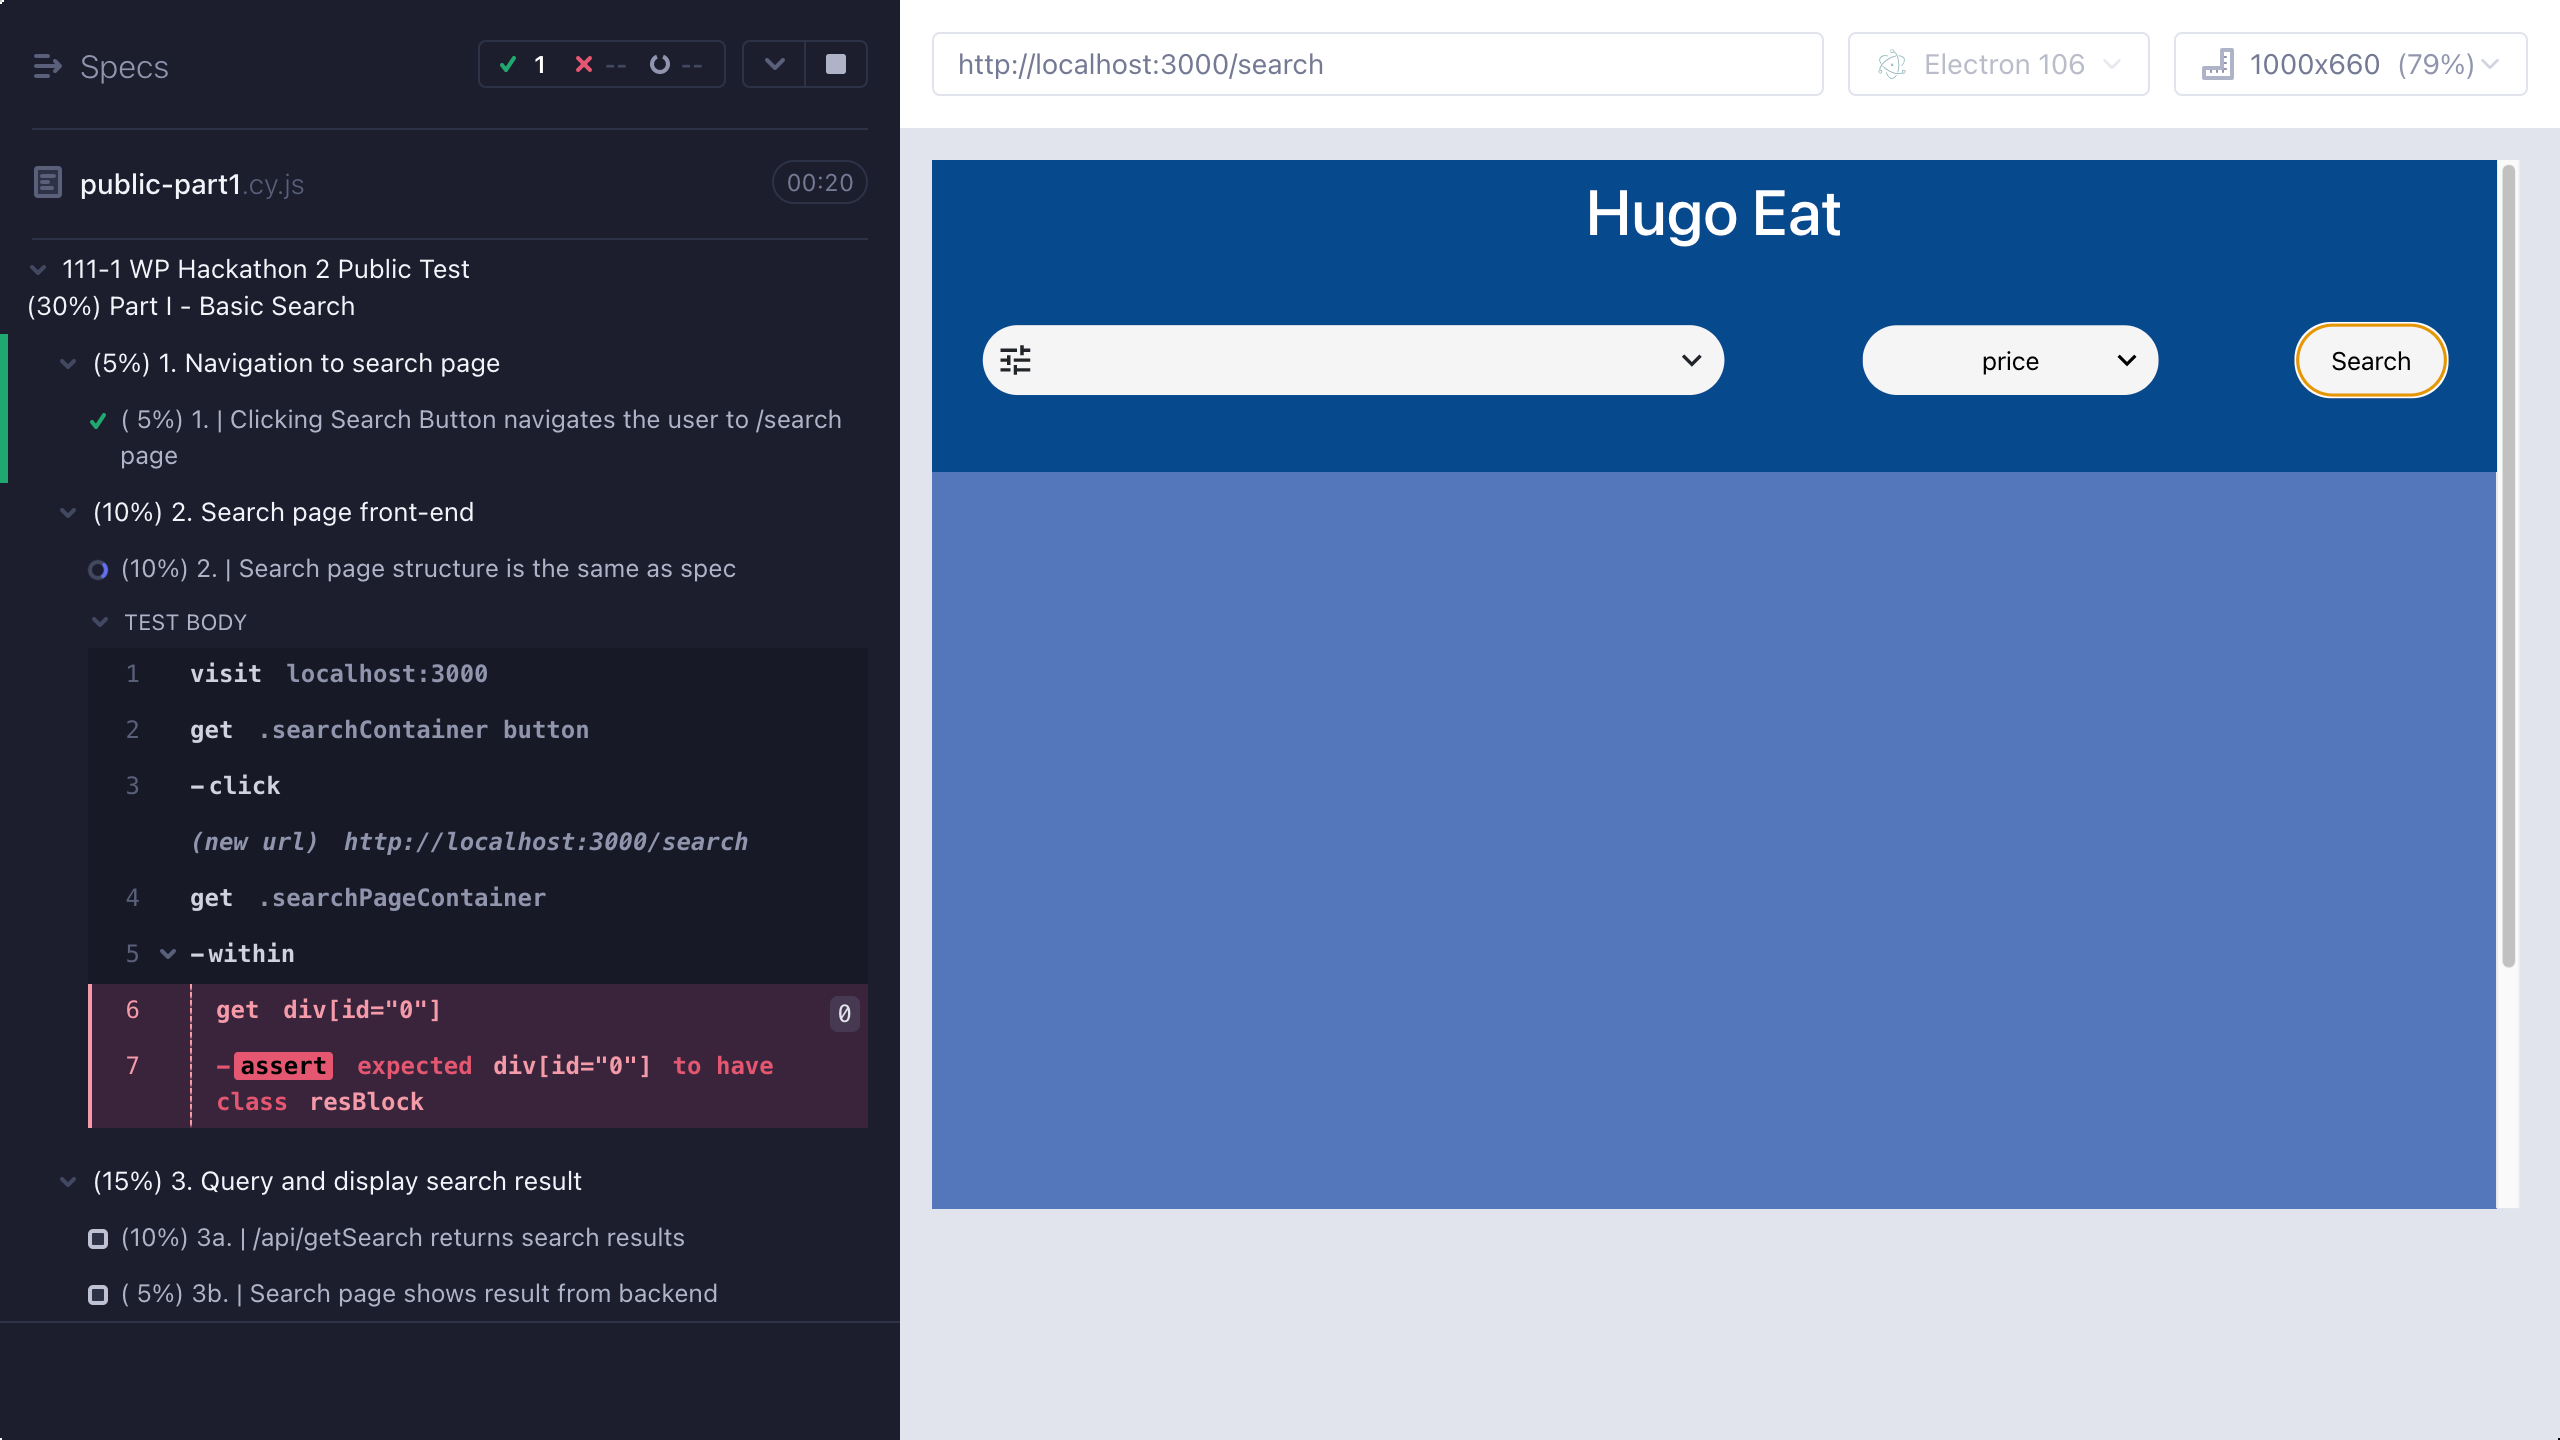 Specs
1 -- --
public-part1.cy.js
00:20
111-1 WP Hackathon 2 Public Test
(30%) Part I - Basic Search
(5%) 1. Navigation to search page
( 5%) 1. | Clicking Search Button navigates the user to /search
page
(10%) 2. Search page front-end
(10%) 2. | Search page structure is the same as spec
TEST BODY
1 visit localhost:3000
2 get .searchContainer button
3 -click
(new url) http://localhost:3000/search
4 get .searchPageContainer
5 -within
6 get div[id="0"] 0
7 -assert expected div[id="0"] to have
class resBlock
(15%) 3. Query and display search result
(10%) 3a. | /api/getSearch returns search results
( 5%) 3b. | Search page shows result from backend
http://localhost:3000/search
Electron 106
1000x660 (79%)
Hugo Eat
price
Search